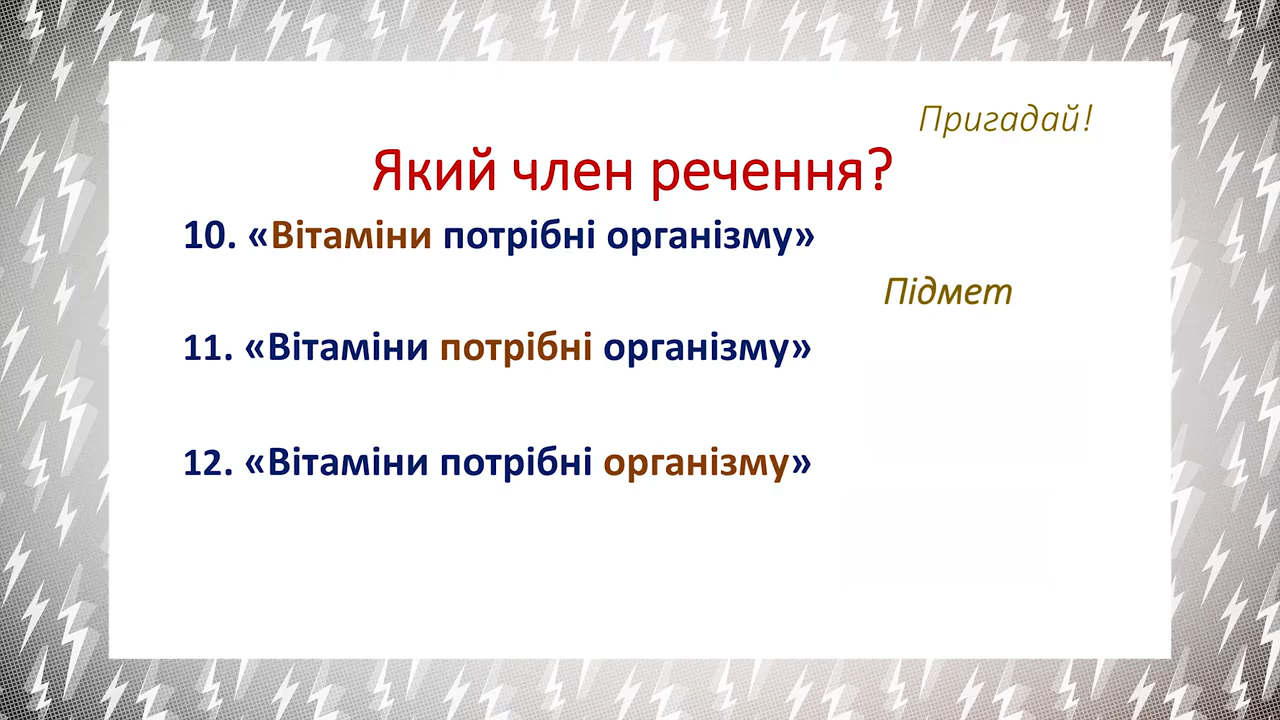 Пригадай!
Який член речення?
10. «Вітаміни потрібні організму»
Підмет
11. «Вітаміни потрібні організму»
12. «Вітаміни потрібні організму»